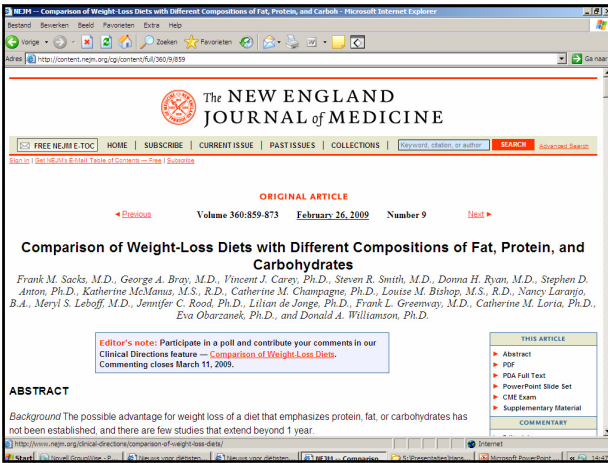 NEJM -- Comparison of Weight-Loss Diets with Different Compositions of Fat, Protein, and Carboh - Microsoft Internet Explorer
Bestand Bewerken Beeld Favorieten Extra Help
Vorige Zoeken Favorieten
Adres http://content.nejm.org/cgi/content/full/360/9/859 Ga naar
The NEW ENGLAND
JOURNAL of MEDICINE
FREE NEJM E-TOC HOME | SUBSCRIBE | CURRENT ISSUE | PAST ISSUES | COLLECTIONS | Keyword, citation, or author SEARCH Advanced Search
Sign in | Get NEJM's E-Mail Table of Contents — Free | Subscribe
ORIGINAL ARTICLE
Previous Volume 360:859-873 February 26, 2009 Number 9 Next
Comparison of Weight-Loss Diets with Different Compositions of Fat, Protein, and
Carbohydrates
Frank M. Sacks, M.D., George A. Bray, M.D., Vincent J. Carey, Ph.D., Steven R. Smith, M.D., Donna H. Ryan, M.D., Stephen D.
Anton, Ph.D., Katherine McManus, M.S., R.D., Catherine M. Champagne, Ph.D., Louise M. Bishop, M.S., R.D., Nancy Laranjo,
B.A., Meryl S. Leboff, M.D., Jennifer C. Rood, Ph.D., Lilian de Jonge, Ph.D., Frank L. Greenway, M.D., Catherine M. Loria, Ph.D.,
Eva Obarzanek, Ph.D., and Donald A. Williamson, Ph.D.
Editor's note: Participate in a poll and contribute your comments in our
Clinical Directions feature — Comparison of Weight-Loss Diets.
Commenting closes March 11, 2009.
THIS ARTICLE
Abstract
PDF
PDA Full Text
PowerPoint Slide Set
CME Exam
Supplementary Material
COMMENTARY
ABSTRACT
Background The possible advantage for weight loss of a diet that emphasizes protein, fat, or carbohydrates has
not been established, and there are few studies that extend beyond 1 year.
http://www.nejm.org/clinical-directions/comparison-of-weight-loss-diets/ Internet
Start Novell GroupWise - P... Nieuws voor diëtisten... Nieuws voor diëtisten... NEJM -- Compariso... S:\Presentaties\Hans... Microsoft PowerPoint ... 14:47